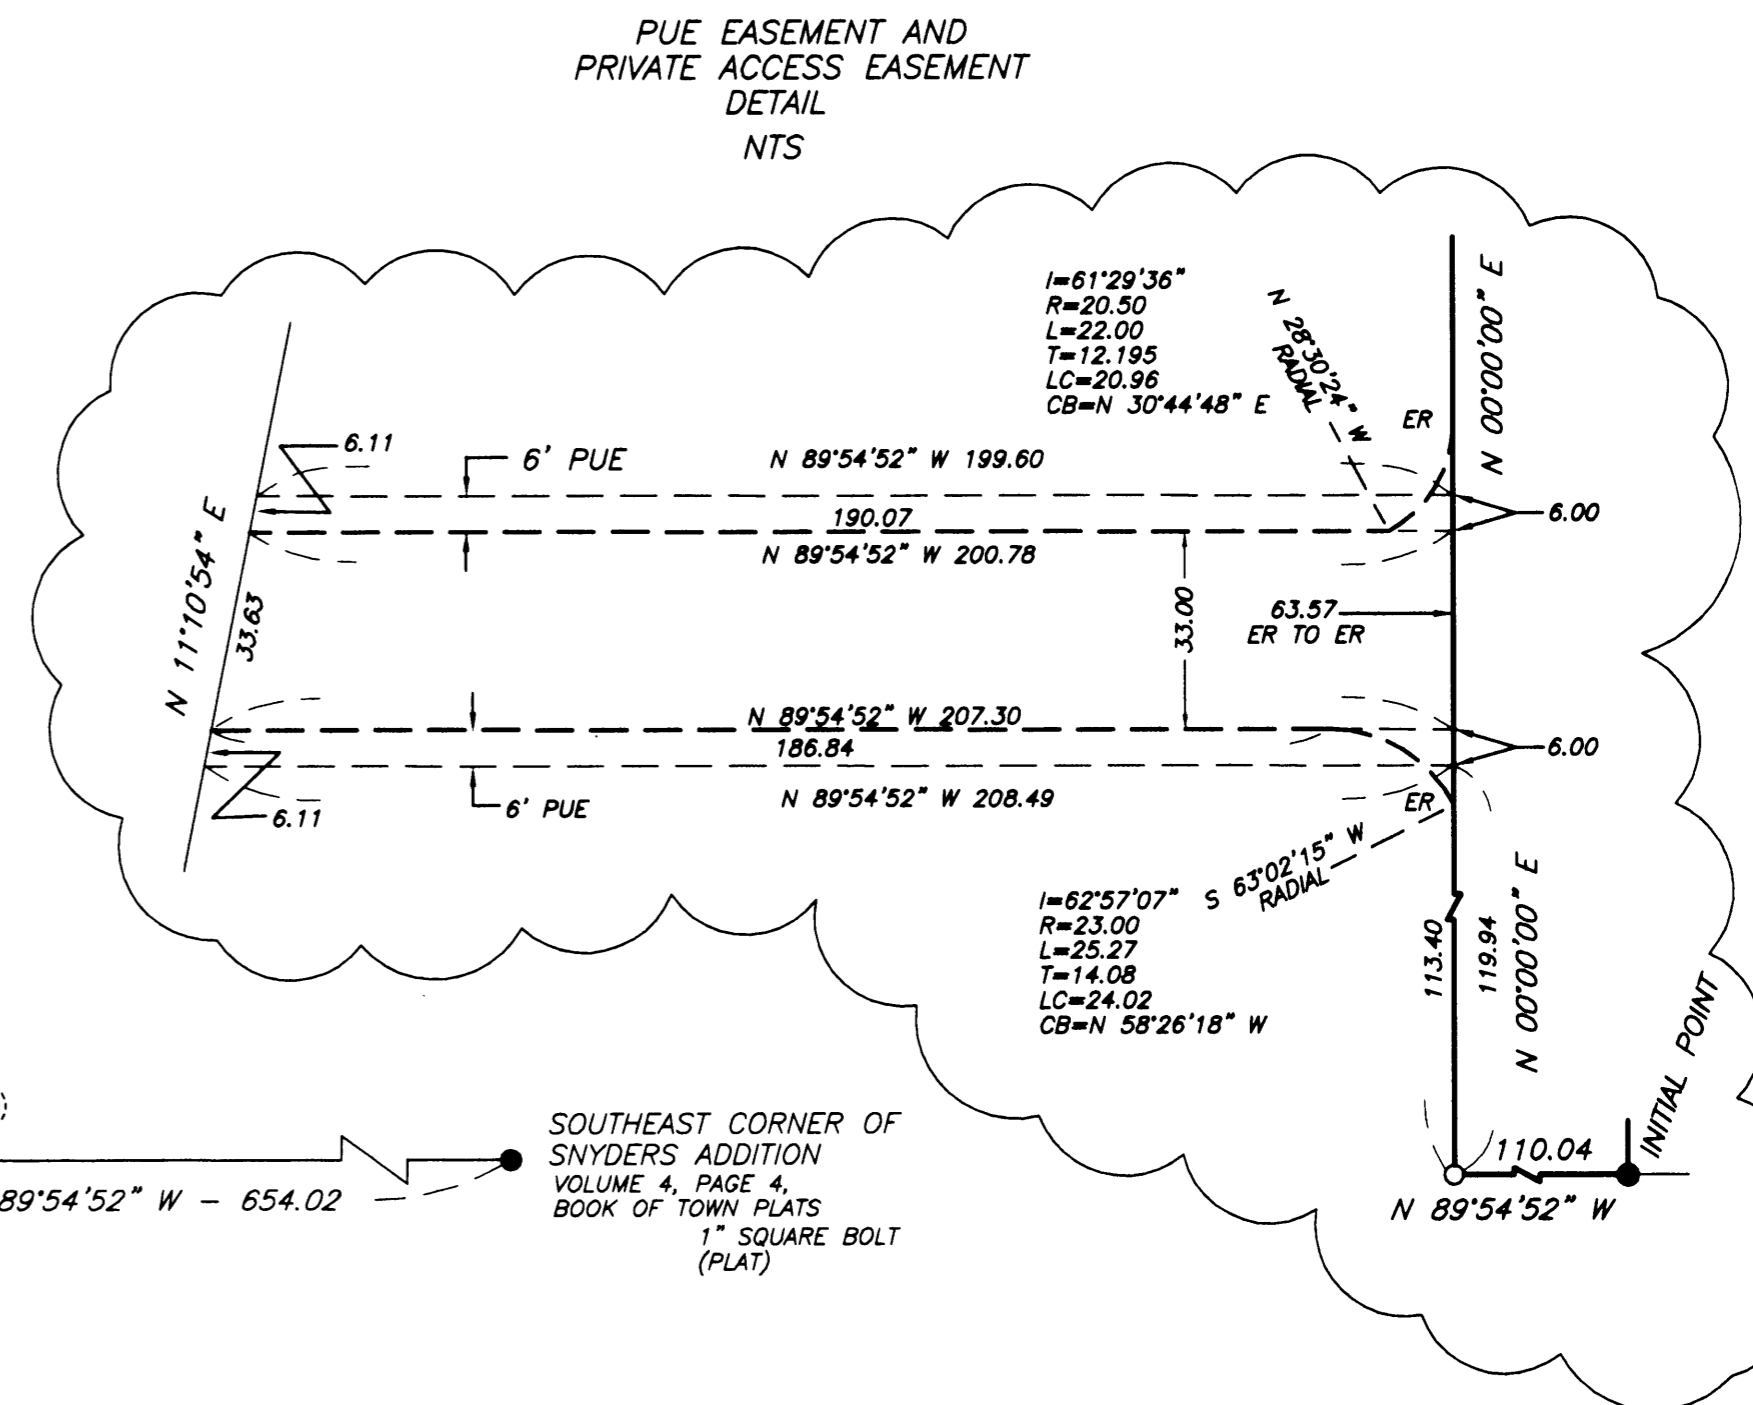 PUE EASEMENT AND
PRIVATE ACCESS EASEMENT
DETAIL
NTS
I=61°29'36"
R=20.50
L=22.00
T=12.195
LC=20.96
CB=N 30°44'48" E
N 28°30'24" W
RADIAL
ER
N 00°00'00" E
6.11
6' PUE
N 89°54'52" W 199.60
190.07
N 89°54'52" W 200.78
6.00
N 11°10'54" E
33.63
33.00
63.57
ER TO ER
N 89°54'52" W 207.30
186.84
6.00
6.11
6' PUE
N 89°54'52" W 208.49
ER
S 63°02'15" W
RADIAL
I=62°57'07"
R=23.00
L=25.27
T=14.08
LC=24.02
CB=N 58°26'18" W
113.40
119.94
N 00°00'00" E
INITIAL POINT
110.04
N 89°54'52" W
89°54'52" W - 654.02
SOUTHEAST CORNER OF
SNYDERS ADDITION
VOLUME 4, PAGE 4,
BOOK OF TOWN PLATS
1" SQUARE BOLT
(PLAT)